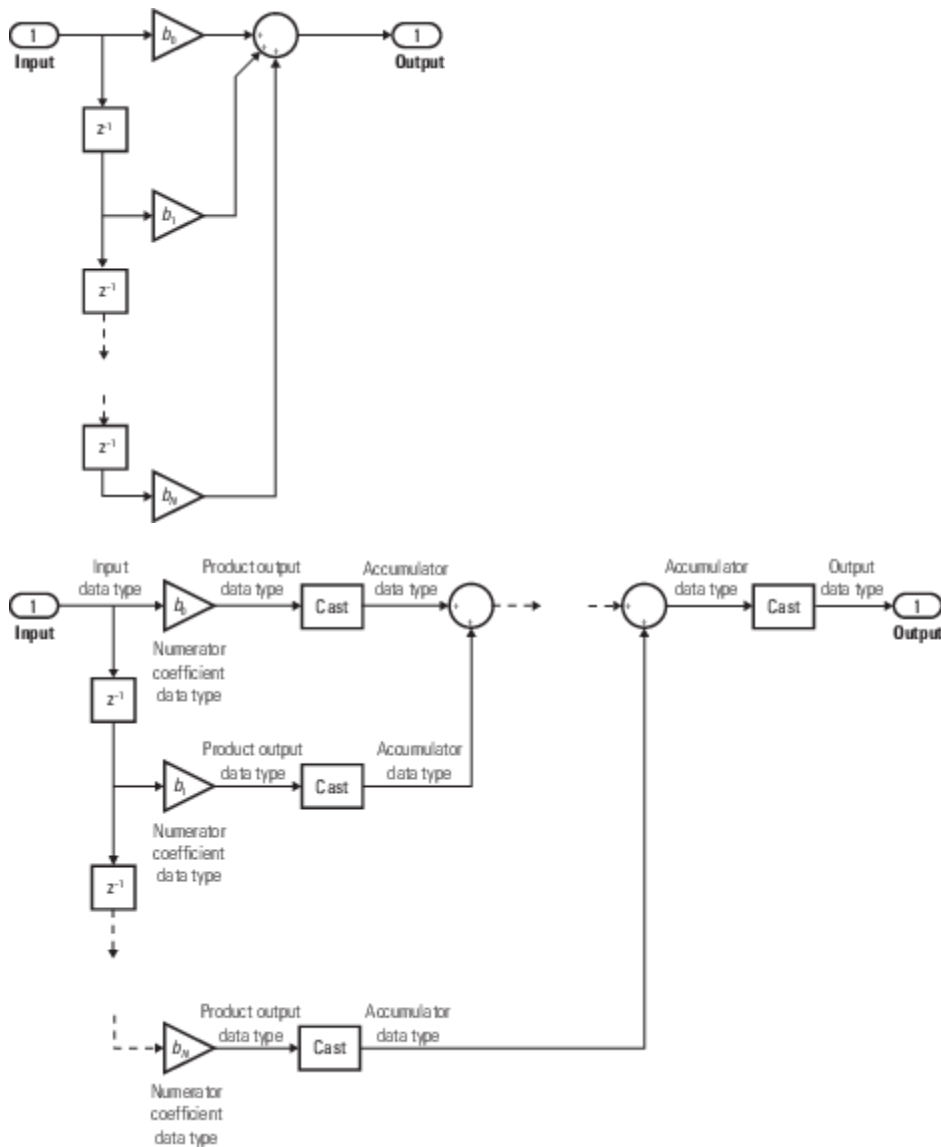 1
b₀
1
Input
Output
z⁻¹
b₁
z⁻¹
z⁻¹
b_N
Input
data type
Product output
data type
Accumulator
data type
Accumulator
data type
Output
data type
1
b₀
Cast
Cast
1
Input
Output
Numerator
coefficient
data type
z⁻¹
Product output
data type
Accumulator
data type
b₁
Cast
Numerator
coefficient
data type
z⁻¹
Product output
data type
Accumulator
data type
b_N
Cast
Numerator
coefficient
data type